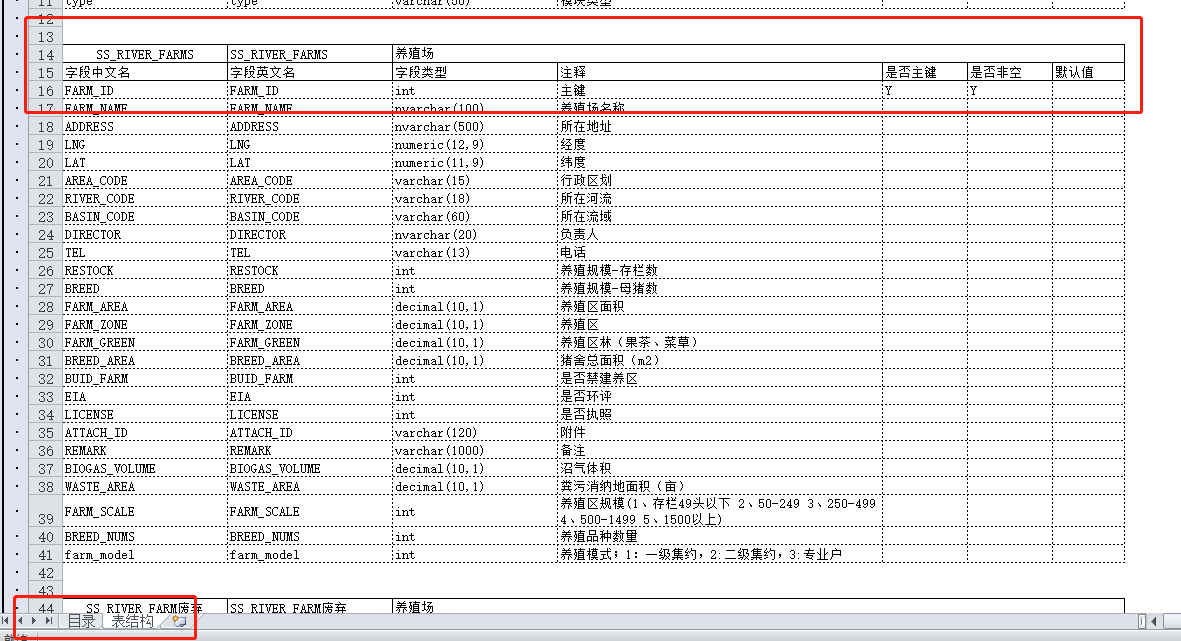 11 type type varchar(50) 模块类型
12
13
14 SS_RIVER_FARMS SS_RIVER_FARMS 养殖场
15 字段中文名 字段英文名 字段类型 注释 是否主键 是否非空 默认值
16 FARM_ID FARM_ID int 主键 Y Y
17 FARM_NAME FARM_NAME nvarchar(100) 养殖场名称
18 ADDRESS ADDRESS nvarchar(500) 所在地址
19 LNG LNG numeric(12,9) 经度
20 LAT LAT numeric(11,9) 纬度
21 AREA_CODE AREA_CODE varchar(15) 行政区划
22 RIVER_CODE RIVER_CODE varchar(18) 所在河流
23 BASIN_CODE BASIN_CODE varchar(60) 所在流域
24 DIRECTOR DIRECTOR nvarchar(20) 负责人
25 TEL TEL varchar(13) 电话
26 RESTOCK RESTOCK int 养殖规模-存栏数
27 BREED BREED int 养殖规模-母猪数
28 FARM_AREA FARM_AREA decimal(10,1) 养殖区面积
29 FARM_ZONE FARM_ZONE decimal(10,1) 养殖区
30 FARM_GREEN FARM_GREEN decimal(10,1) 养殖区林（果茶、菜草）
31 BREED_AREA BREED_AREA decimal(10,1) 猪舍总面积（m2）
32 BUID_FARM BUID_FARM int 是否禁建养区
33 EIA EIA int 是否环评
34 LICENSE LICENSE int 是否执照
35 ATTACH_ID ATTACH_ID varchar(120) 附件
36 REMARK REMARK varchar(1000) 备注
37 BIOGAS_VOLUME BIOGAS_VOLUME decimal(10,1) 沼气体积
38 WASTE_AREA WASTE_AREA decimal(10,1) 粪污消纳地面积（亩）
39 FARM_SCALE FARM_SCALE int 养殖区规模(1、存栏49头以下 2、50-249 3、250-499
4、500-1499 5、1500以上)
40 BREED_NUMS BREED_NUMS int 养殖品种数量
41 farm_model farm_model int 养殖模式；1：一级集约，2:二级集约，3:专业户
42
43
44 SS_RIVER_FARM废弃 SS_RIVER_FARM废弃 养殖场
目录 表结构
就绪